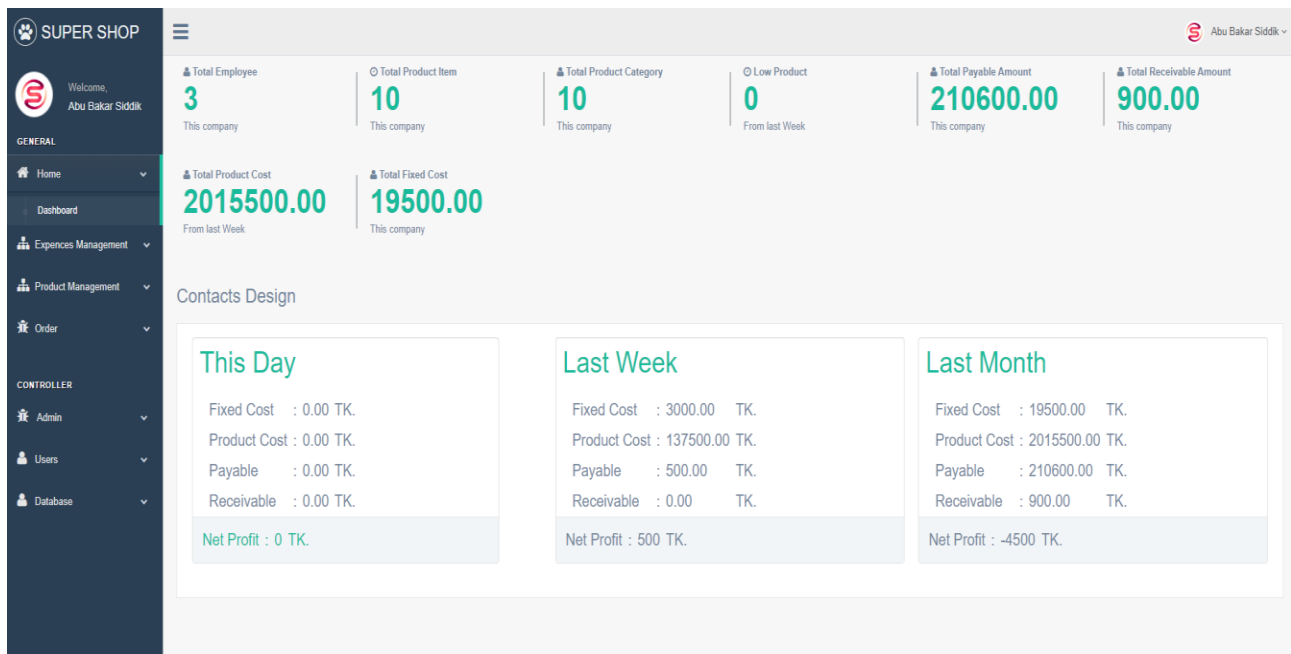 SUPER SHOP
Welcome,
Abu Bakar Siddik
GENERAL
Home
Dashboard
Expences Management
Product Management
Order
CONTROLLER
Admin
Users
Database
Abu Bakar Siddik
Total Employee
3
This company
Total Product Item
10
This company
Total Product Category
10
This company
Low Product
0
From last Week
Total Payable Amount
210600.00
This company
Total Receivable Amount
900.00
This company
Total Product Cost
2015500.00
From last Week
Total Fixed Cost
19500.00
This company
Contacts Design
This Day
Fixed Cost : 0.00 TK.
Product Cost : 0.00 TK.
Payable : 0.00 TK.
Receivable : 0.00 TK.
Net Profit : 0 TK.
Last Week
Fixed Cost : 3000.00 TK.
Product Cost : 137500.00 TK.
Payable : 500.00 TK.
Receivable : 0.00 TK.
Net Profit : 500 TK.
Last Month
Fixed Cost : 19500.00 TK.
Product Cost : 2015500.00 TK.
Payable : 210600.00 TK.
Receivable : 900.00 TK.
Net Profit : -4500 TK.